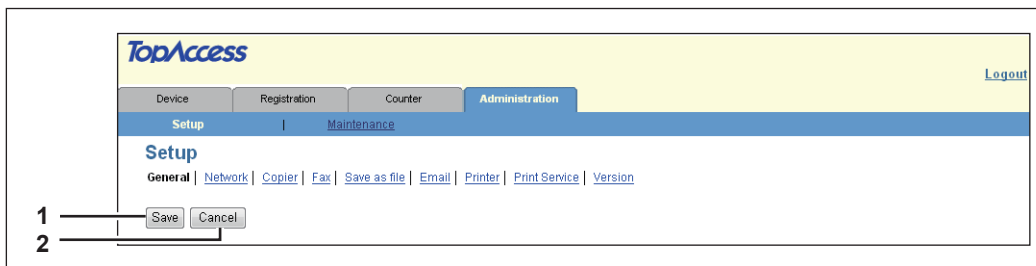 TopAccess
Logout
Device Registration Counter Administration
Setup | Maintenance
Setup
General | Network | Copier | Fax | Save as file | Email | Printer | Print Service | Version
1 Save Cancel
2